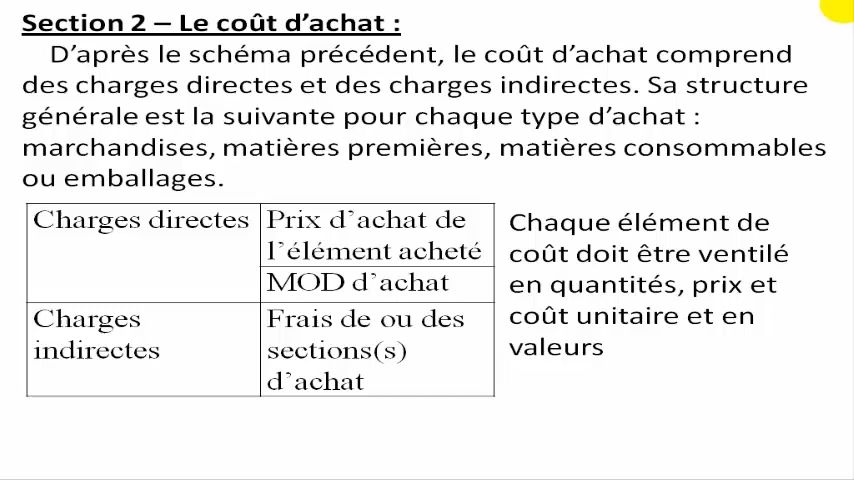 Section 2 – Le coût d'achat :
D'après le schéma précédent, le coût d'achat comprend
des charges directes et des charges indirectes. Sa structure
générale est la suivante pour chaque type d'achat :
marchandises, matières premières, matières consommables
ou emballages.
Charges directes
Prix d'achat de
l'élément acheté
MOD d'achat
Charges
indirectes
Frais de ou des
sections(s)
d'achat
Chaque élément de
coût doit être ventilé
en quantités, prix et
coût unitaire et en
valeurs